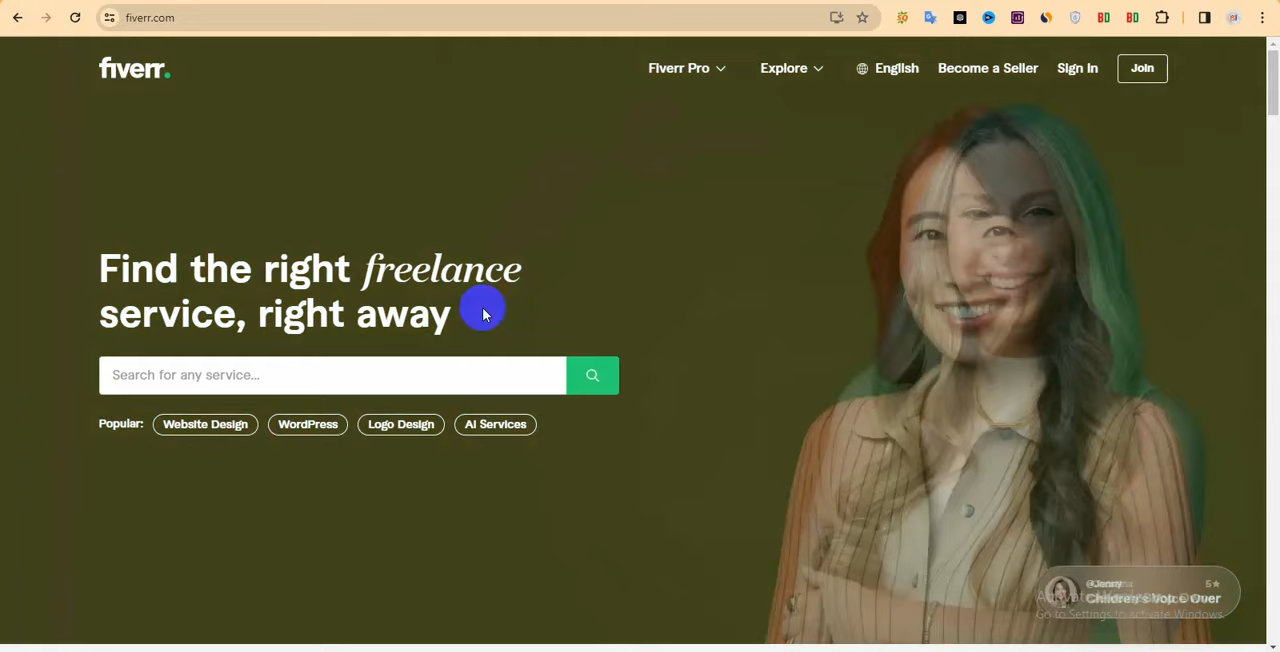 fiverr.com
fiverr.
Fiverr Pro
Explore
English
Become a Seller
Sign in
Join
Find the right freelance
service, right away
Search for any service...
Popular:
Website Design
WordPress
Logo Design
AI Services
@Jenny
5★
Children's Voice Over
Go to Settings to activate Windows.